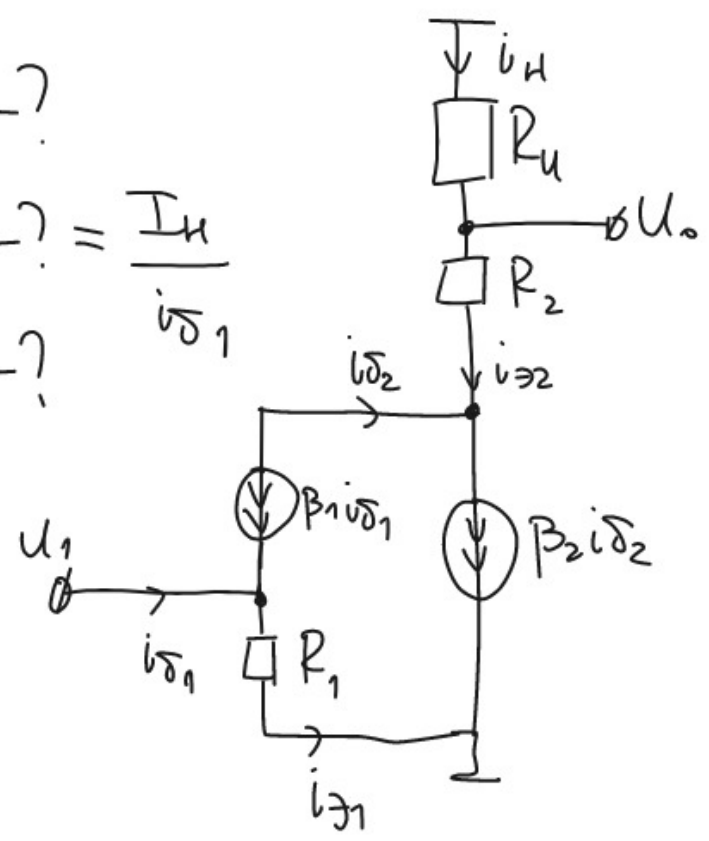 -?
-? = Iн / iб1
-?
iн
Rн
U₀
R2
iб2
iэ2
β1iб1
β2iб2
U1
iб1
R1
iэ1